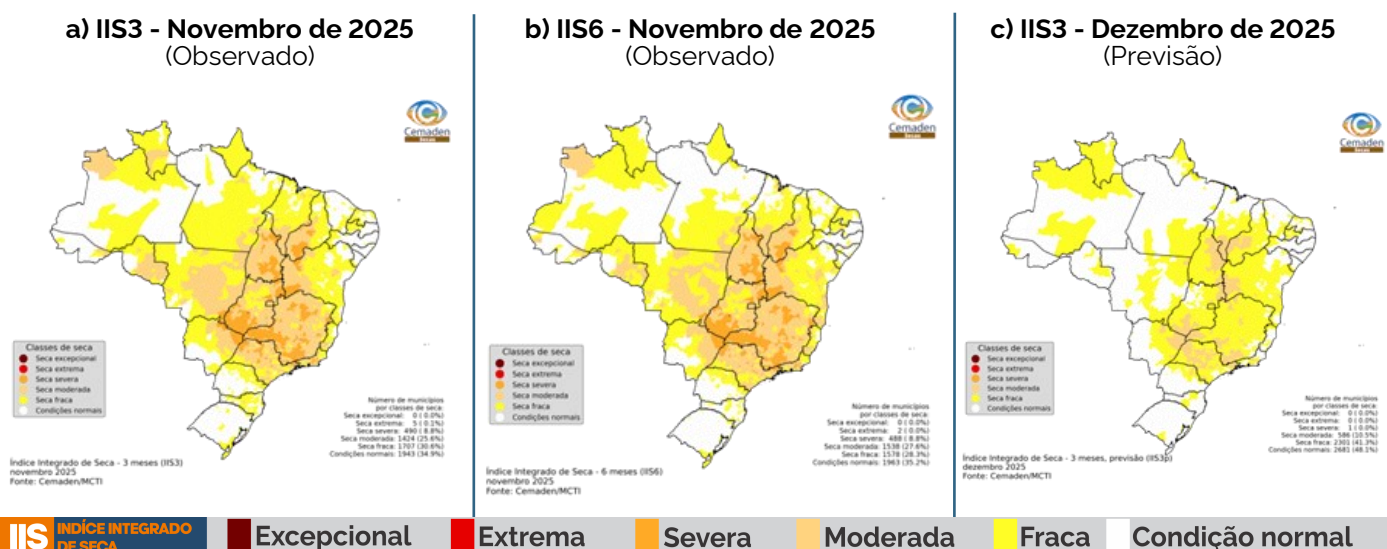 a) IIS3 - Novembro de 2025
(Observado)
Cemaden
Secas
Classes de seca
Seca excepcional
Seca extrema
Seca severa
Seca moderada
Seca fraca
Condições normais
Número de municípios
por classes de seca:
Seca excepcional: 0 ( 0.0%)
Seca extrema: 5 ( 0.1%)
Seca severa: 490 ( 8.8%)
Seca moderada: 1424 (25.6%)
Seca fraca: 1707 (30.6%)
Condições normais: 1943 (34.9%)
Índice Integrado de Seca - 3 meses (IIS3)
novembro 2025
Fonte: Cemaden/MCTI
b) IIS6 - Novembro de 2025
(Observado)
Cemaden
Secas
Classes de seca
Seca excepcional
Seca extrema
Seca severa
Seca moderada
Seca fraca
Condições normais
Número de municípios
por classes de seca:
Seca excepcional: 0 ( 0.0%)
Seca extrema: 2 ( 0.0%)
Seca severa: 488 ( 8.8%)
Seca moderada: 1538 (27.6%)
Seca fraca: 1578 (28.3%)
Condições normais: 1963 (35.2%)
Índice Integrado de Seca - 6 meses (IIS6)
novembro 2025
Fonte: Cemaden/MCTI
c) IIS3 - Dezembro de 2025
(Previsão)
Cemaden
Secas
Classes de seca
Seca excepcional
Seca extrema
Seca severa
Seca moderada
Seca fraca
Condições normais
Número de municípios
por classes de seca:
Seca excepcional: 0 ( 0.0%)
Seca extrema: 0 ( 0.0%)
Seca severa: 1 ( 0.0%)
Seca moderada: 586 (10.5%)
Seca fraca: 2301 (41.3%)
Condições normais: 2681 (48.1%)
Índice Integrado de Seca - 3 meses, previsão (IIS3p)
dezembro 2025
Fonte: Cemaden/MCTI
IIS INDÍCE INTEGRADO
DE SECA
Excepcional
Extrema
Severa
Moderada
Fraca
Condição normal